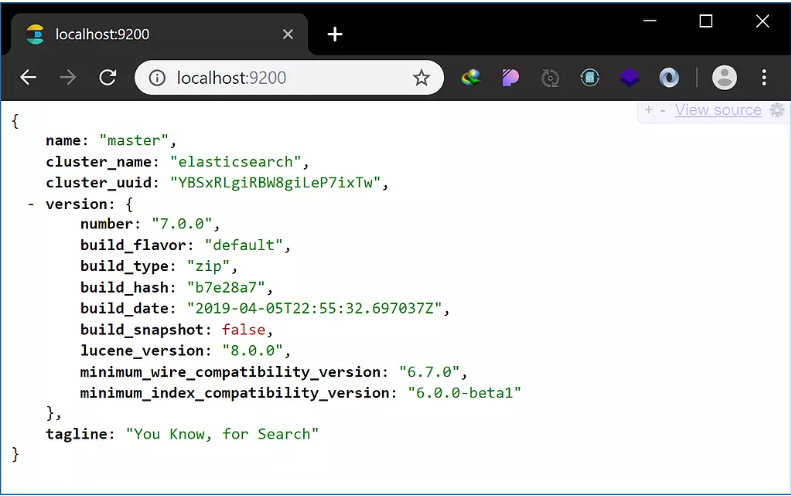 localhost:9200
localhost:9200
+ - View source
{
name: "master",
cluster_name: "elasticsearch",
cluster_uuid: "YBSxRLgiRBW8giLeP7ixTw",
- version: {
number: "7.0.0",
build_flavor: "default",
build_type: "zip",
build_hash: "b7e28a7",
build_date: "2019-04-05T22:55:32.697037Z",
build_snapshot: false,
lucene_version: "8.0.0",
minimum_wire_compatibility_version: "6.7.0",
minimum_index_compatibility_version: "6.0.0-beta1"
},
tagline: "You Know, for Search"
}